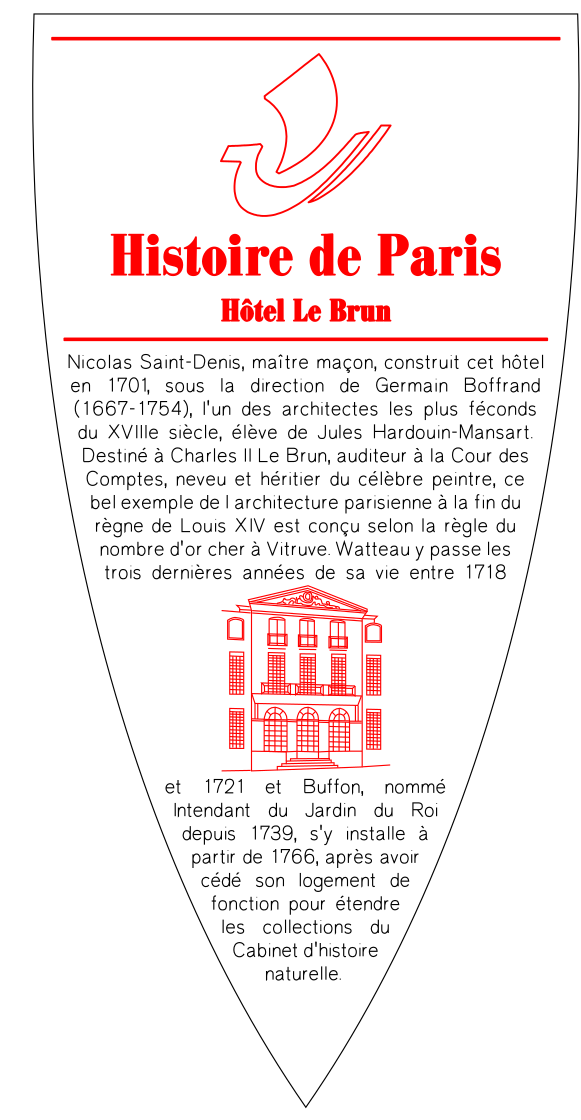 Histoire de Paris
Hôtel Le Brun
Nicolas Saint-Denis, maître maçon, construit cet hôtel
en 1701, sous la direction de Germain Boffrand
(1667-1754), l'un des architectes les plus féconds
du XVIIIe siècle, élève de Jules Hardouin-Mansart.
Destiné à Charles II Le Brun, auditeur à la Cour des
Comptes, neveu et héritier du célèbre peintre, ce
bel exemple de l architecture parisienne à la fin du
règne de Louis XIV est conçu selon la règle du
nombre d'or cher à Vitruve. Watteau y passe les
trois dernières années de sa vie entre 1718
et 1721 et Buffon, nommé
Intendant du Jardin du Roi
depuis 1739, s'y installe à
partir de 1766, après avoir
cédé son logement de
fonction pour étendre
les collections du
Cabinet d'histoire
naturelle.